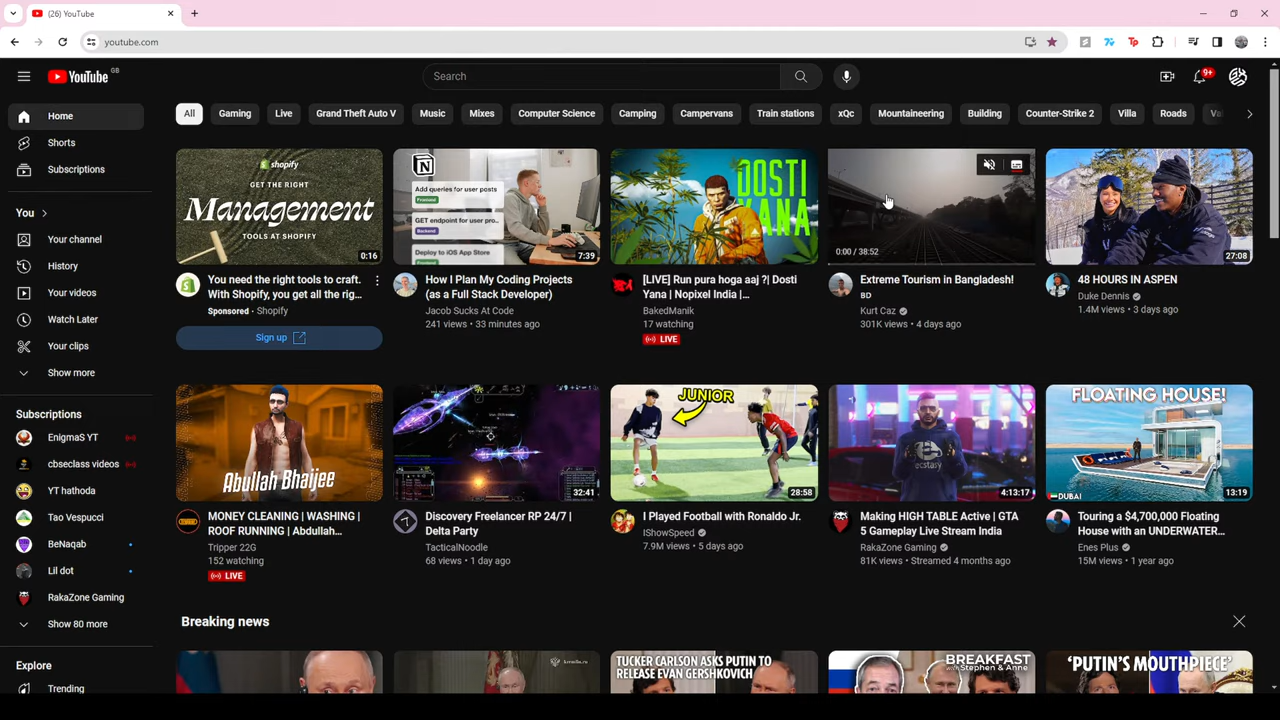 (26) YouTube
youtube.com
YouTube GB
Search
9+
All
Gaming
Live
Grand Theft Auto V
Music
Mixes
Computer Science
Camping
Campervans
Train stations
xQc
Mountaineering
Building
Counter-Strike 2
Villa
Roads
Home
Shorts
Subscriptions
You
Your channel
History
Your videos
Watch Later
Your clips
Show more
Subscriptions
EnigmaS YT
cbseclass videos
YT hathoda
Tao Vespucci
BeNaqab
Lil dot
RakaZone Gaming
Show 80 more
Explore
Trending
shopify
GET THE RIGHT
Management
TOOLS AT SHOPIFY
0:16
You need the right tools to craft.
With Shopify, you get all the rig...
Sponsored · Shopify
Sign up
Add queries for user posts
Frontend
GET endpoint for user pro...
Backend
Deploy to iOS App Store
Frontend
7:39
How I Plan My Coding Projects
(as a Full Stack Developer)
Jacob Sucks At Code
241 views · 33 minutes ago
DOSTI
YANA
[LIVE] Run pura hoga aaj ?| Dosti
Yana | Nopixel India |...
BakedManik
17 watching
LIVE
0:00 / 38:52
Extreme Tourism in Bangladesh!
BD
Kurt Caz
301K views · 4 days ago
27:08
48 HOURS IN ASPEN
Duke Dennis
1.4M views · 3 days ago
Abullah Bhaijee
MONEY CLEANING | WASHING |
ROOF RUNNING | Abdullah...
Tripper 22G
152 watching
LIVE
32:41
Discovery Freelancer RP 24/7 |
Delta Party
TacticalNoodle
68 views · 1 day ago
JUNIOR
28:58
I Played Football with Ronaldo Jr.
IShowSpeed
7.9M views · 5 days ago
ecstasy
4:13:17
Making HIGH TABLE Active | GTA
5 Gameplay Live Stream India
RakaZone Gaming
81K views · Streamed 4 months ago
FLOATING HOUSE!
DUBAI
13:19
Touring a $4,700,000 Floating
House with an UNDERWATER...
Enes Plus
15M views · 1 year ago
Breaking news
TUCKER CARLSON ASKS PUTIN TO
RELEASE EVAN GERSHKOVICH
BREAKFAST
with Stephen & Anne
'PUTIN'S MOUTHPIECE'